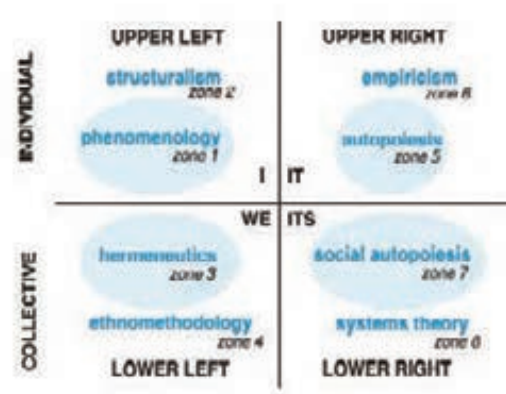 UPPER LEFT
UPPER RIGHT
INDIVIDUAL
structuralism
zone 2
empiricism
zone 6
phenomenology
zone 1
autopoiesis
zone 5
I
IT
WE
ITS
COLLECTIVE
hermeneutics
zone 3
social autopoiesis
zone 7
ethnomethodology
zone 4
systems theory
zone 8
LOWER LEFT
LOWER RIGHT